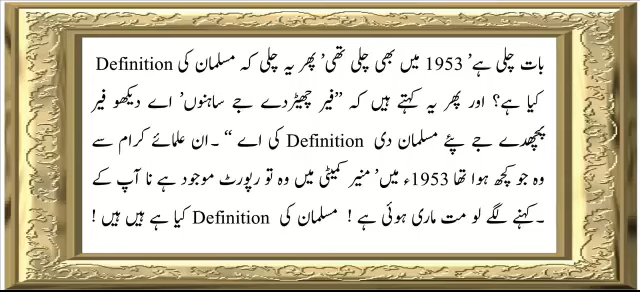 بات چلی ہے’ 1953 میں بھی چلی تھی’ پھر یہ چلی کہ مسلمان کی Definition
کیا ہے؟ اور پھر یہ کہتے ہیں کہ ”فیر چھیڑدے جے ساہنوں’ اے دیکھو فیر
پچھدے جے پئے مسلمان دی Definition کی اے “ ۔ان علمائے کرام سے
وہ جو کچھ ہوا تھا 1953ء میں’ منیر کمیٹی میں وہ تو رپورٹ موجود ہے نا آپ کے
۔کہنے لگے لو مت ماری ہوئی ہے ! مسلمان کی Definition کیا ہے ہیں ہیں !